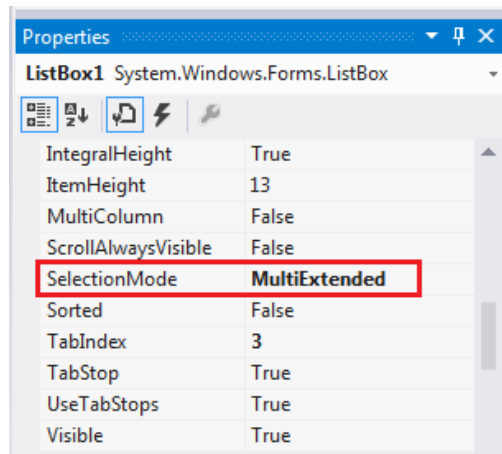 Properties
ListBox1 System.Windows.Forms.ListBox
IntegralHeight True
ItemHeight 13
MultiColumn False
ScrollAlwaysVisible False
SelectionMode MultiExtended
Sorted False
TabIndex 3
TabStop True
UseTabStops True
Visible True